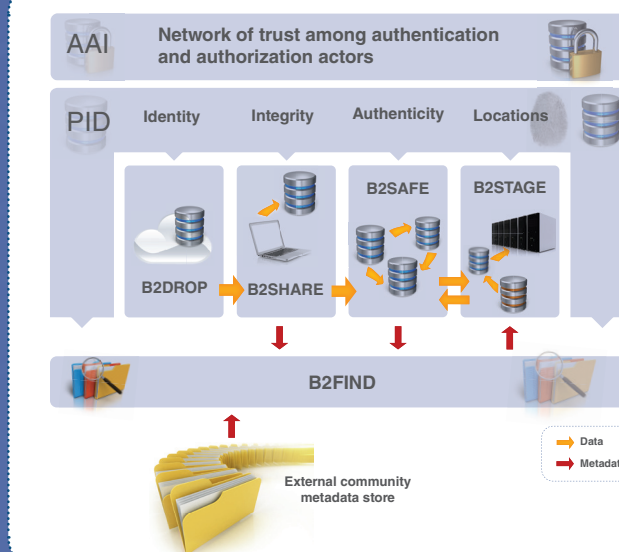 AAI
Network of trust among authentication
and authorization actors
PID
Identity
Integrity
Authenticity
Locations
B2SAFE
B2STAGE
B2DROP
B2SHARE
B2FIND
Data
Metadat
External community
metadata store